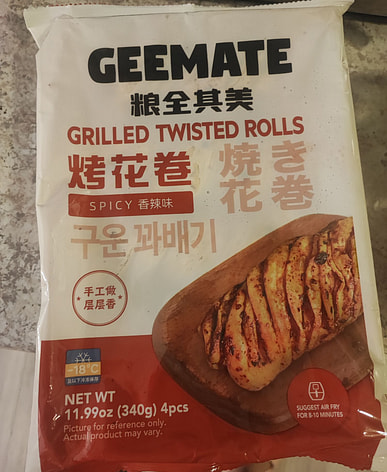 GEEMATE
粮全其美
GRILLED TWISTED ROLLS
烤花卷
焼き
花巻
SPICY 香辣味
구운 꽈배기
手工做
层层香
-18°C
NET WT
11.99oz (340g) 4pcs
Picture for reference only.
Actual product may vary.
SUGGEST AIR FRY
FOR 8-10 MINUTES